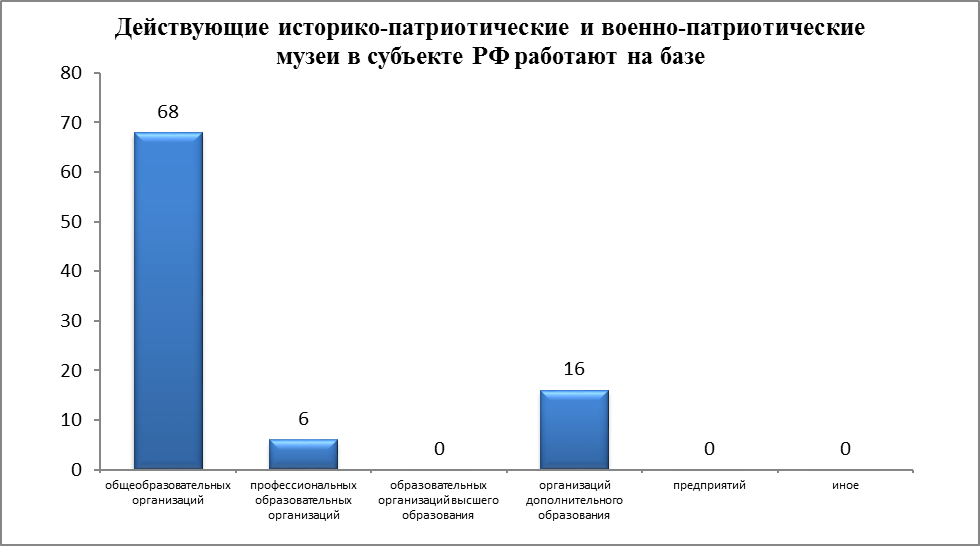 Действующие историко-патриотические и военно-патриотические
музеи в субъекте РФ работают на базе
80
70
60
50
40
30
20
10
0
68
6
0
16
0
0
общеобразовательных
организаций
профессиональных
образовательных
организаций
образовательных
организаций высшего
образования
организаций
дополнительного
образования
предприятий
иное